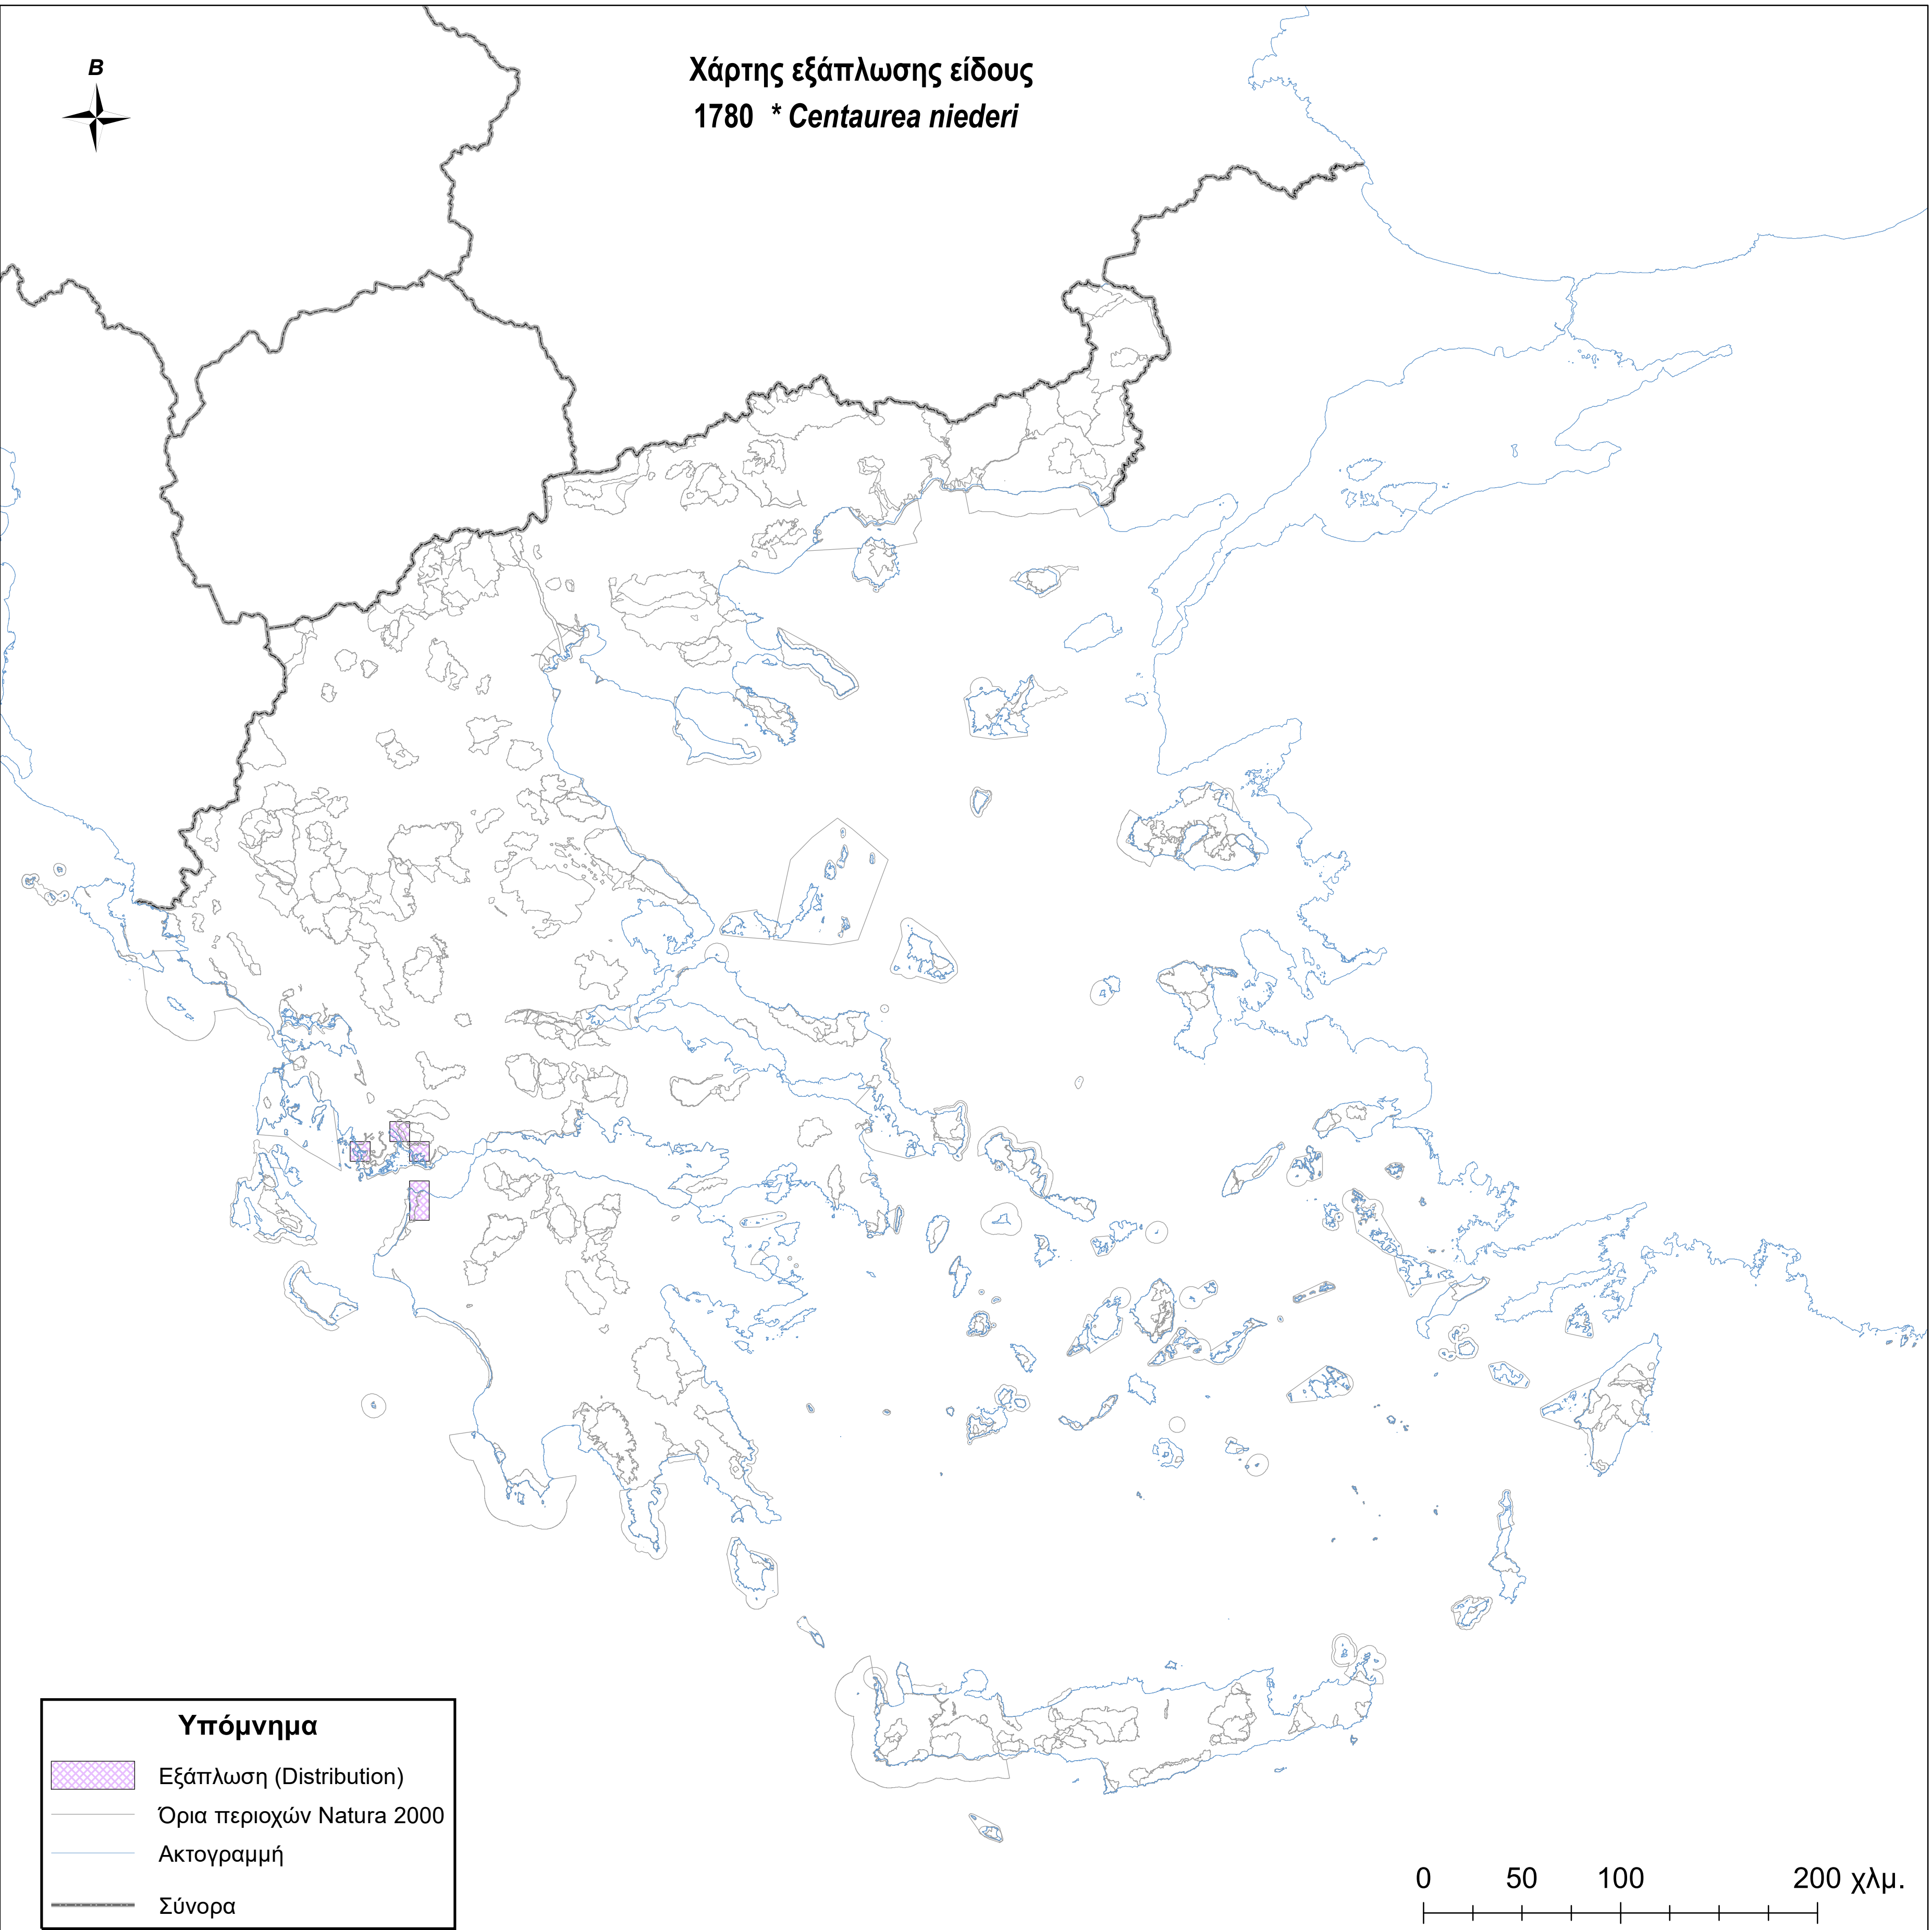 Β
Χάρτης εξάπλωσης είδους
1780 * Centaurea niederi
Υπόμνημα
Εξάπλωση (Distribution)
Όρια περιοχών Natura 2000
Ακτογραμμή
Σύνορα
0 50 100 200 χλμ.